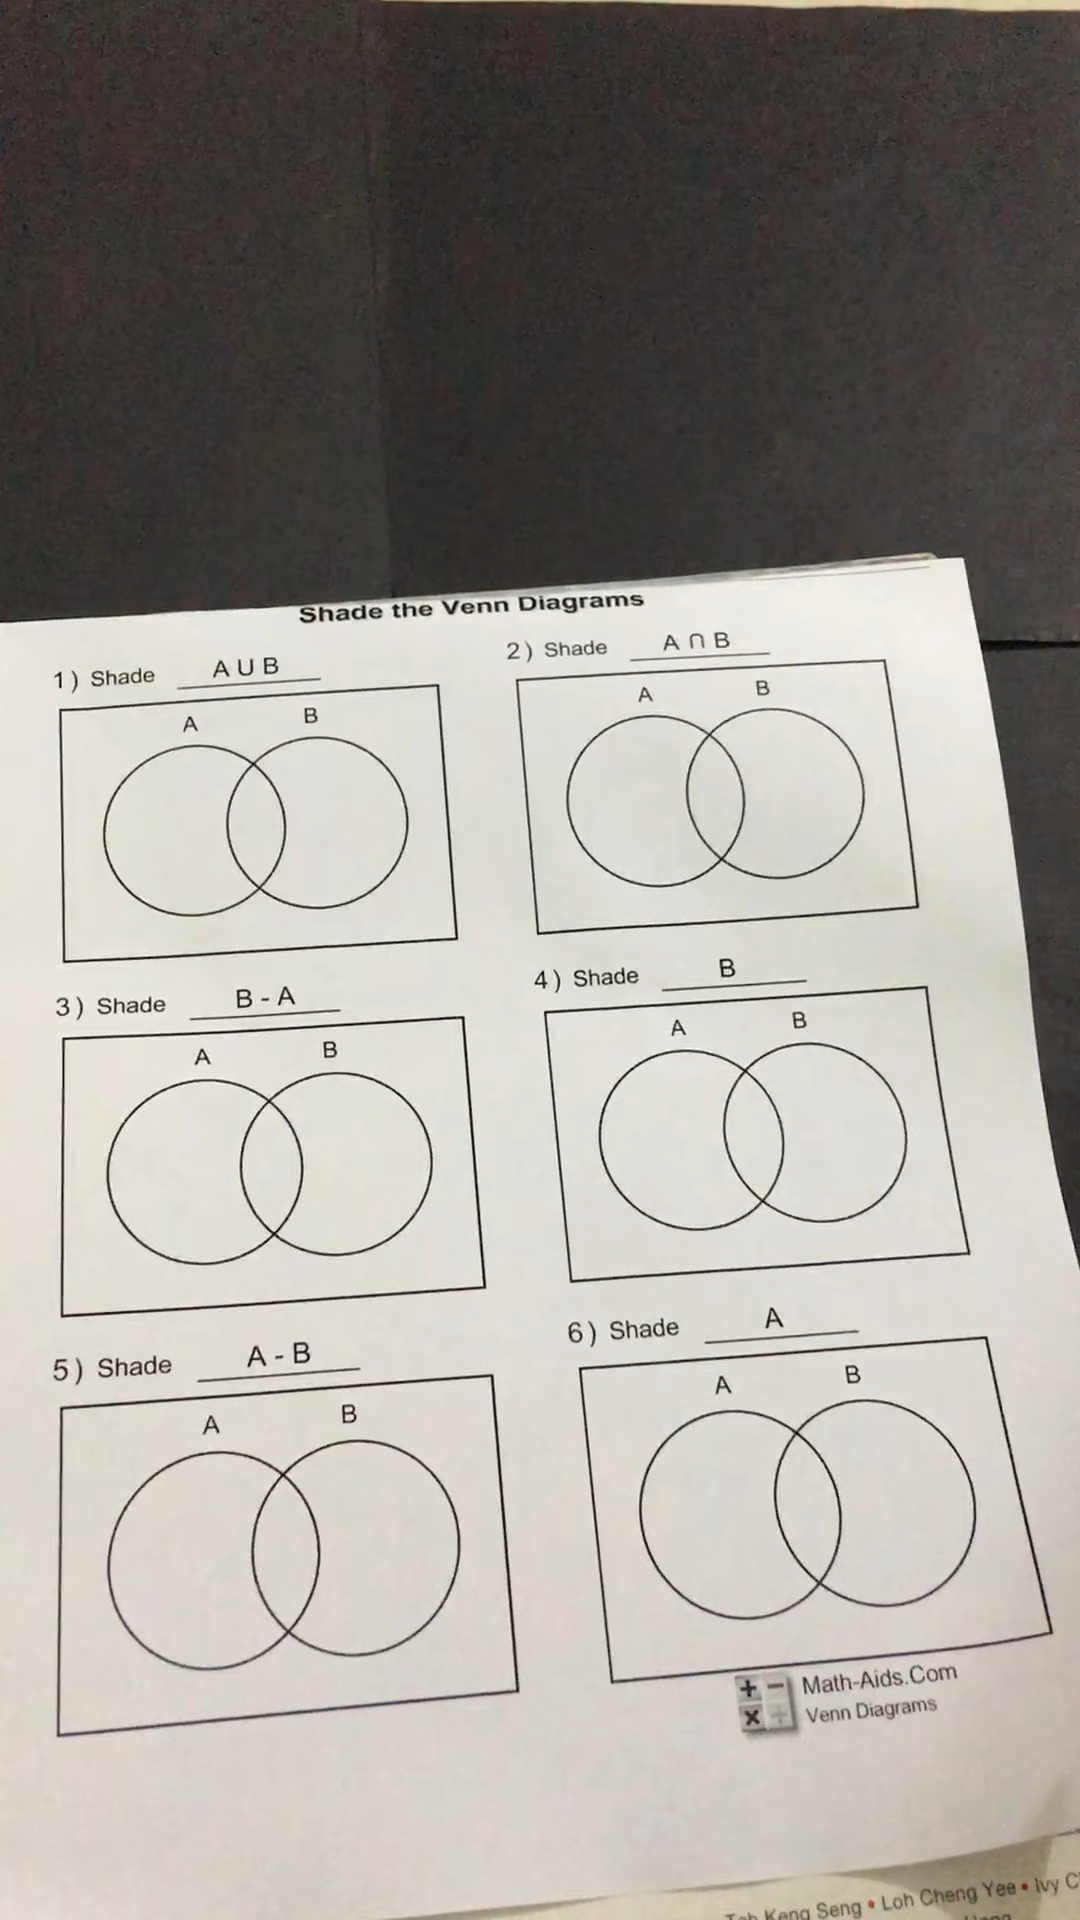 Shade the Venn Diagrams
1) Shade A U B
A B
2) Shade A ∩ B
A B
3) Shade B - A
A B
4) Shade B
A B
5) Shade A - B
A B
6) Shade A
A B
+ − Math-Aids.Com
× ÷ Venn Diagrams
Keng Seng • Loh Cheng Yee • Ivy